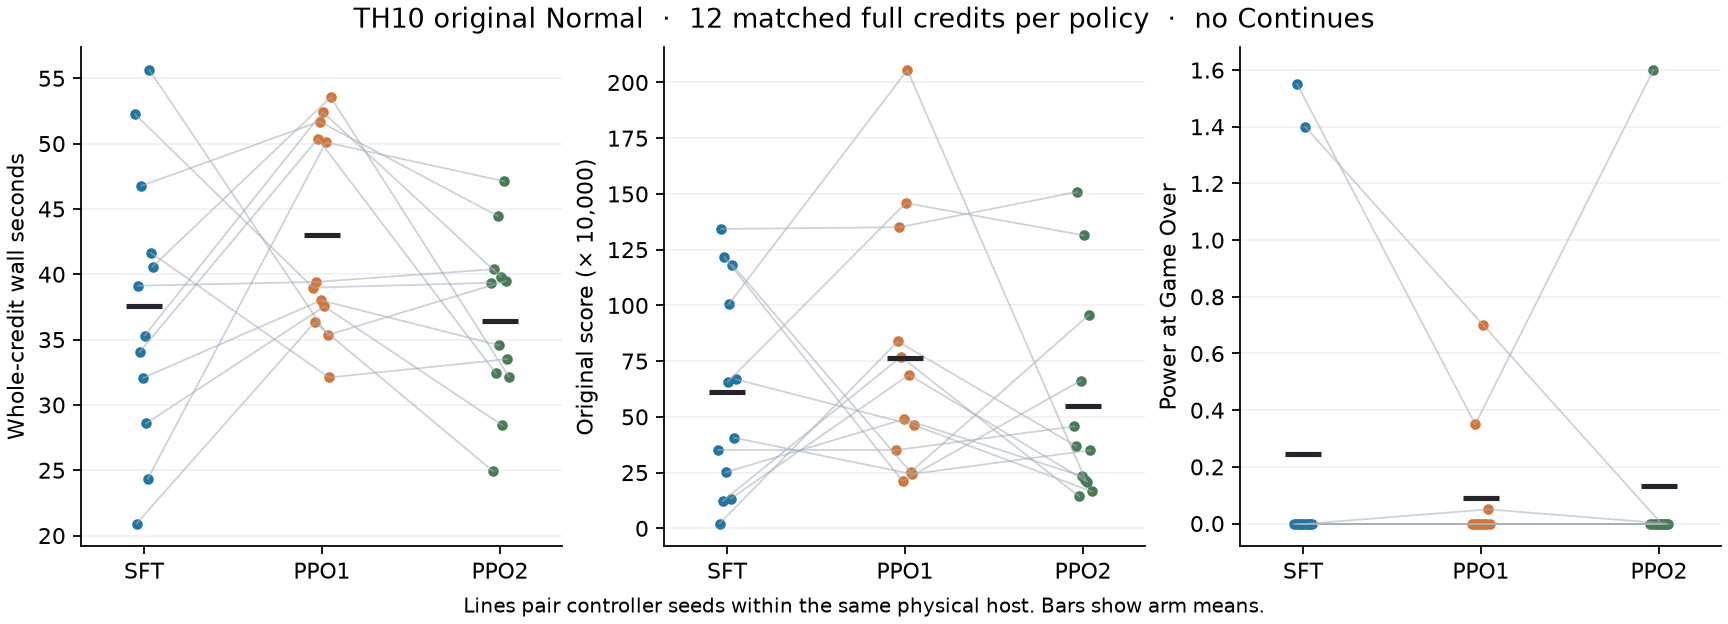 TH10 original Normal · 12 matched full credits per policy · no Continues
Whole-credit wall seconds
55
50
45
40
35
30
25
20
SFT
PPO1
PPO2
Original score (× 10,000)
200
175
150
125
100
75
50
25
0
SFT
PPO1
PPO2
Power at Game Over
1.6
1.4
1.2
1.0
0.8
0.6
0.4
0.2
0.0
SFT
PPO1
PPO2
Lines pair controller seeds within the same physical host. Bars show arm means.